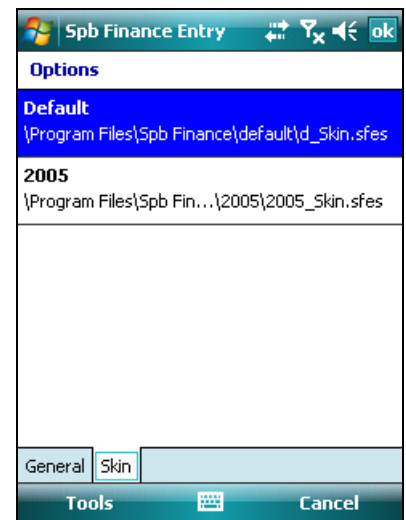 Spb Finance Entry ok
Options
Default
\Program Files\Spb Finance\default\d_Skin.sfes
2005
\Program Files\Spb Fin...\2005\2005_Skin.sfes
General Skin
Tools Cancel